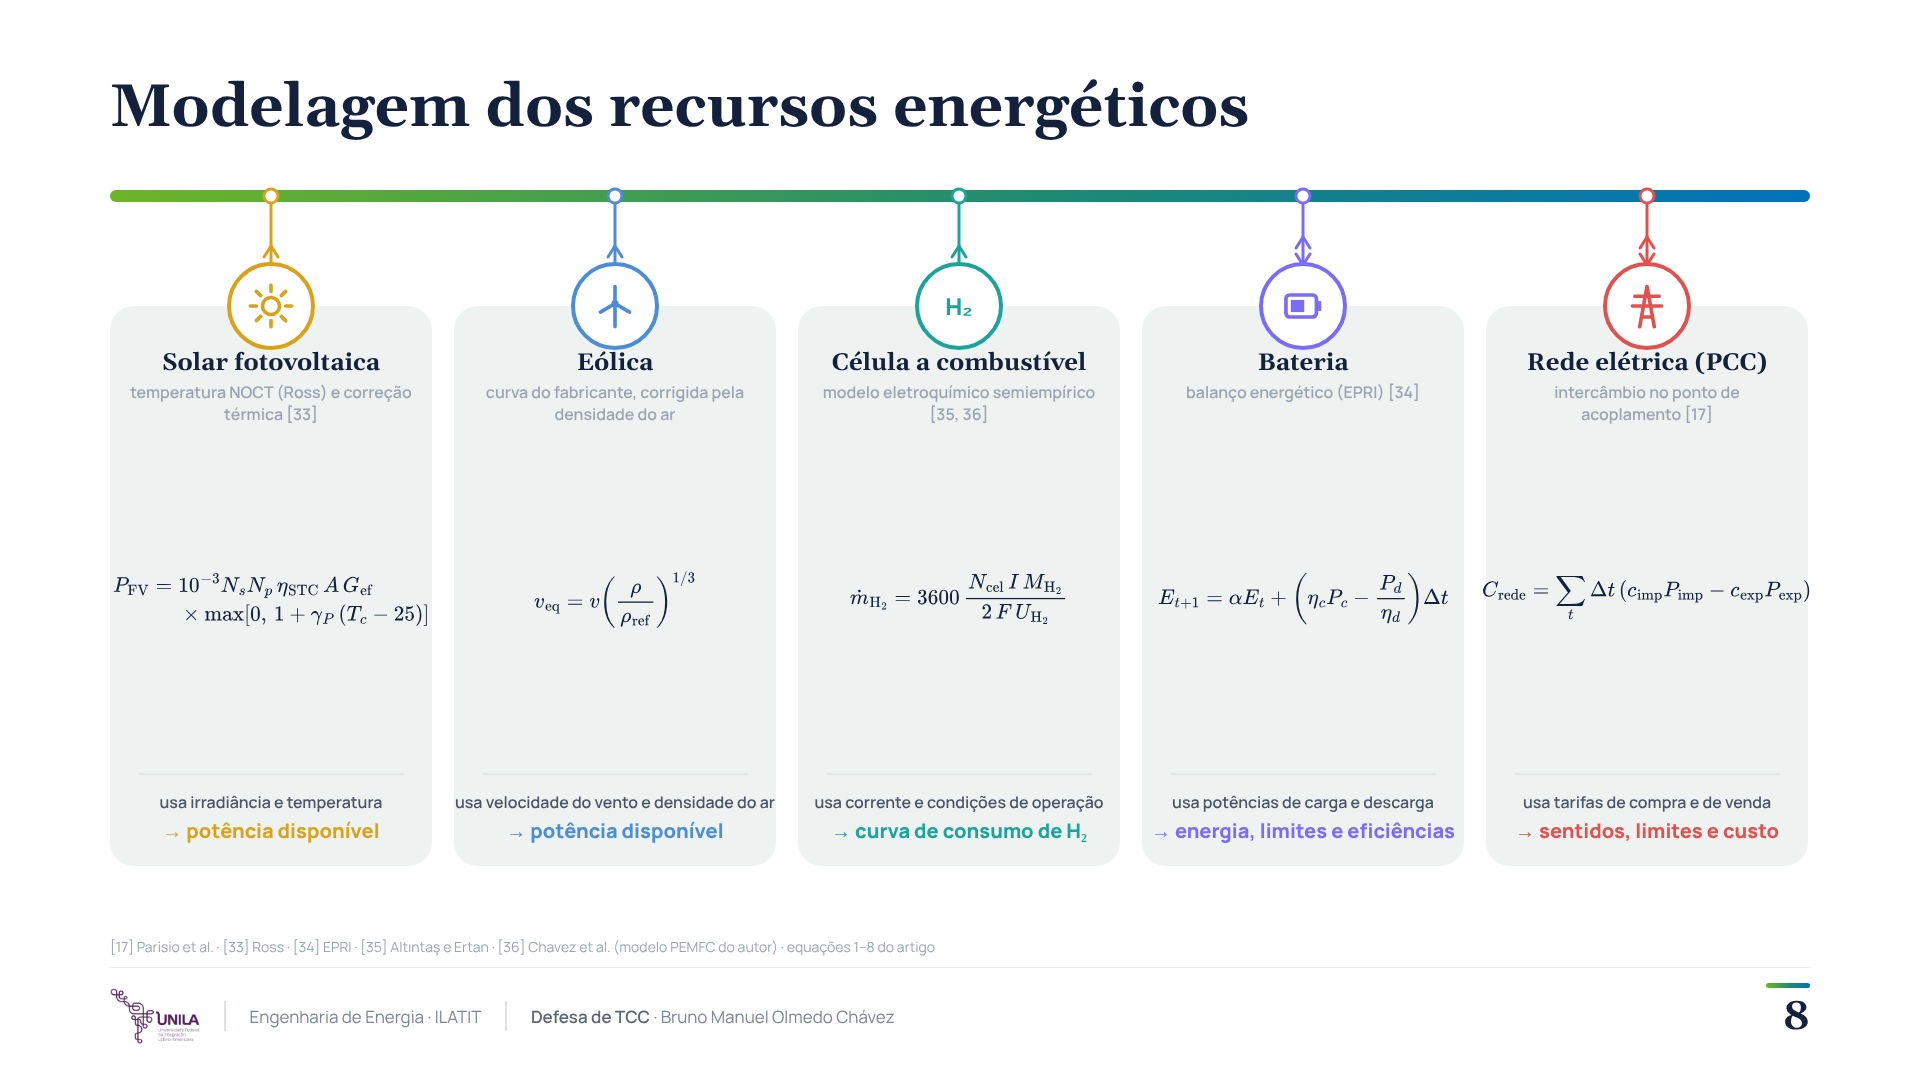 Modelagem dos recursos energéticos
H₂
Solar fotovoltaica
temperatura NOCT (Ross) e correção
térmica [33]
P_FV = 10⁻³ N_s N_p η_STC A G_ef
× max[0, 1 + γ_P (T_c − 25)]
usa irradiância e temperatura
→ potência disponível
Eólica
curva do fabricante, corrigida pela
densidade do ar
v_eq = v(ρ/ρ_ref)^1/3
usa velocidade do vento e densidade do ar
→ potência disponível
Célula a combustível
modelo eletroquímico semiempírico
[35, 36]
ṁ_H₂ = 3600 (N_cel I M_H₂)/(2 F U_H₂)
usa corrente e condições de operação
→ curva de consumo de H₂
Bateria
balanço energético (EPRI) [34]
E_t+1 = αE_t + (η_c P_c − P_d/η_d)Δt
usa potências de carga e descarga
→ energia, limites e eficiências
Rede elétrica (PCC)
intercâmbio no ponto de
acoplamento [17]
C_rede = ∑_t Δt (c_imp P_imp − c_exp P_exp)
usa tarifas de compra e de venda
→ sentidos, limites e custo
[17] Parisio et al. · [33] Ross · [34] EPRI · [35] Altıntaş e Ertan · [36] Chavez et al. (modelo PEMFC do autor) · equações 1–8 do artigo
UNILA
Engenharia de Energia · ILATIT
Defesa de TCC · Bruno Manuel Olmedo Chávez
8